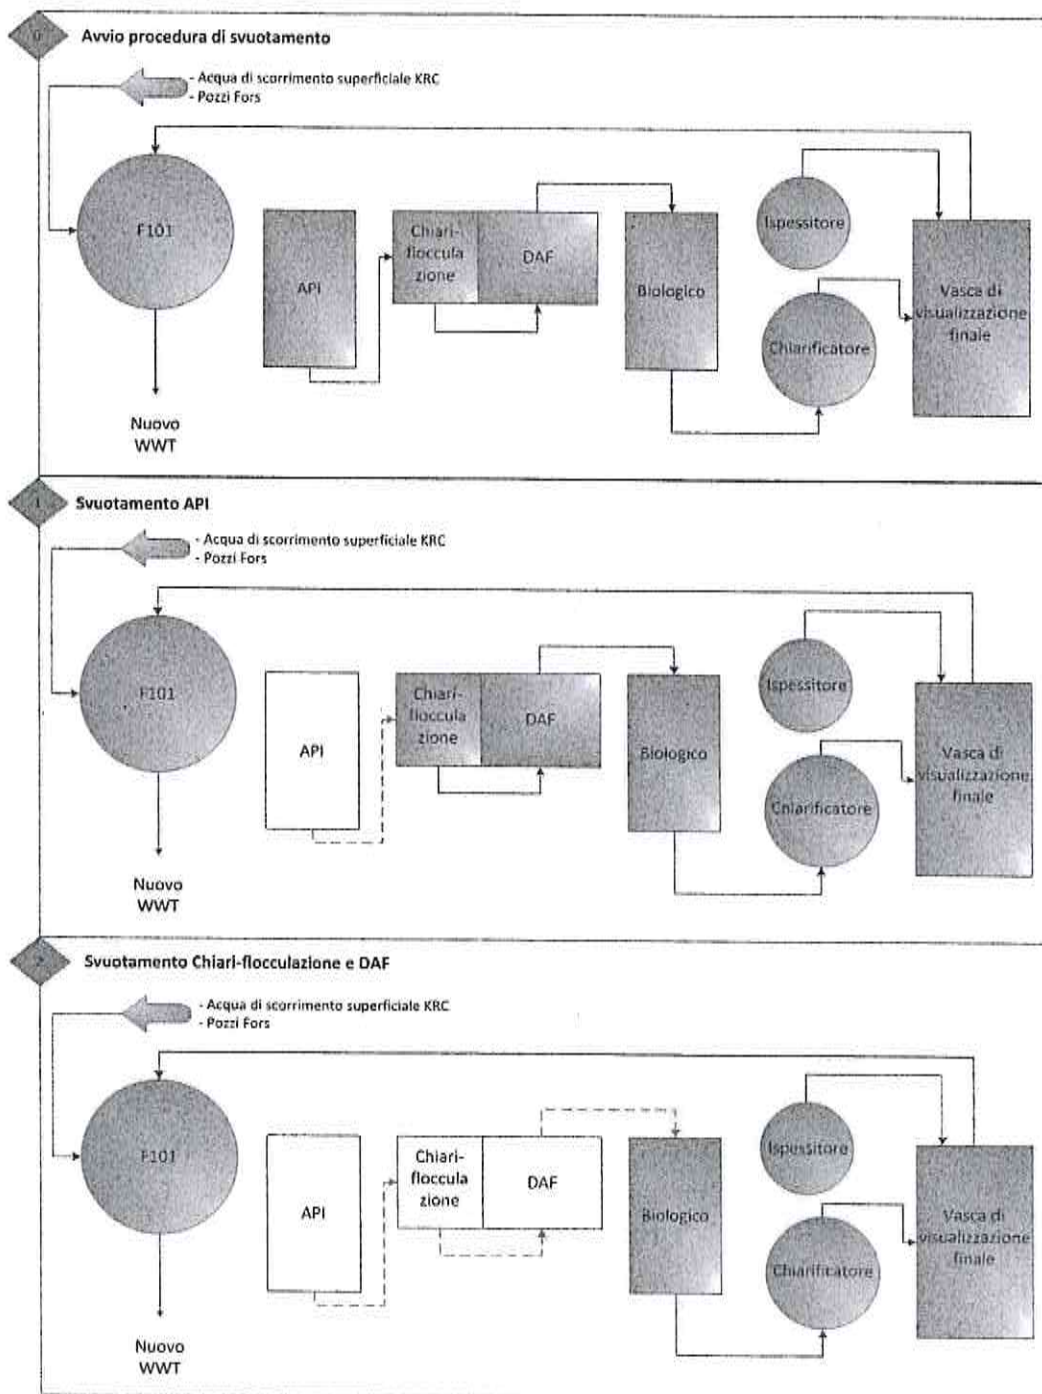 0 Avvio procedura di svuotamento
- Acqua di scorrimento superficiale KRC
- Pozzi Fors
F101
API
Chiari-
floccula
zione
DAF
Biologico
Ispessitore
Chiarificatore
Vasca di
visualizzazione
finale
Nuovo
WWT
1 Svuotamento API
- Acqua di scorrimento superficiale KRC
- Pozzi Fors
F101
API
Chiari-
floccula
zione
DAF
Biologico
Ispessitore
Chiarificatore
Vasca di
visualizzazione
finale
Nuovo
WWT
2 Svuotamento Chiari-flocculazione e DAF
- Acqua di scorrimento superficiale KRC
- Pozzi Fors
F101
API
Chiari-
floccula
zione
DAF
Biologico
Ispessitore
Chiarificatore
Vasca di
visualizzazione
finale
Nuovo
WWT